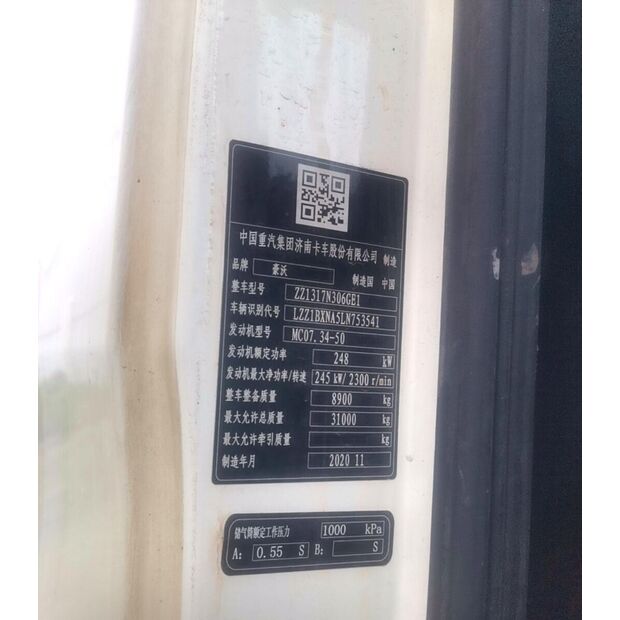 中国重汽集团济南卡车股份有限公司 制造
品牌 豪沃 制造国 中国
整车型号 ZZ1317N306GE1
车辆识别代号 LZZ1BXNA5LN753541
发动机型号 MC07.34-50
发动机额定功率 248 kW
发动机最大净功率/转速 245 kW/ 2300 r/min
整车整备质量 8900 kg
最大允许总质量 31000 kg
最大允许牵引质量 kg
制造年月 2020 11
储气筒额定工作压力 1000 kPa
A: 0.55 S B: S